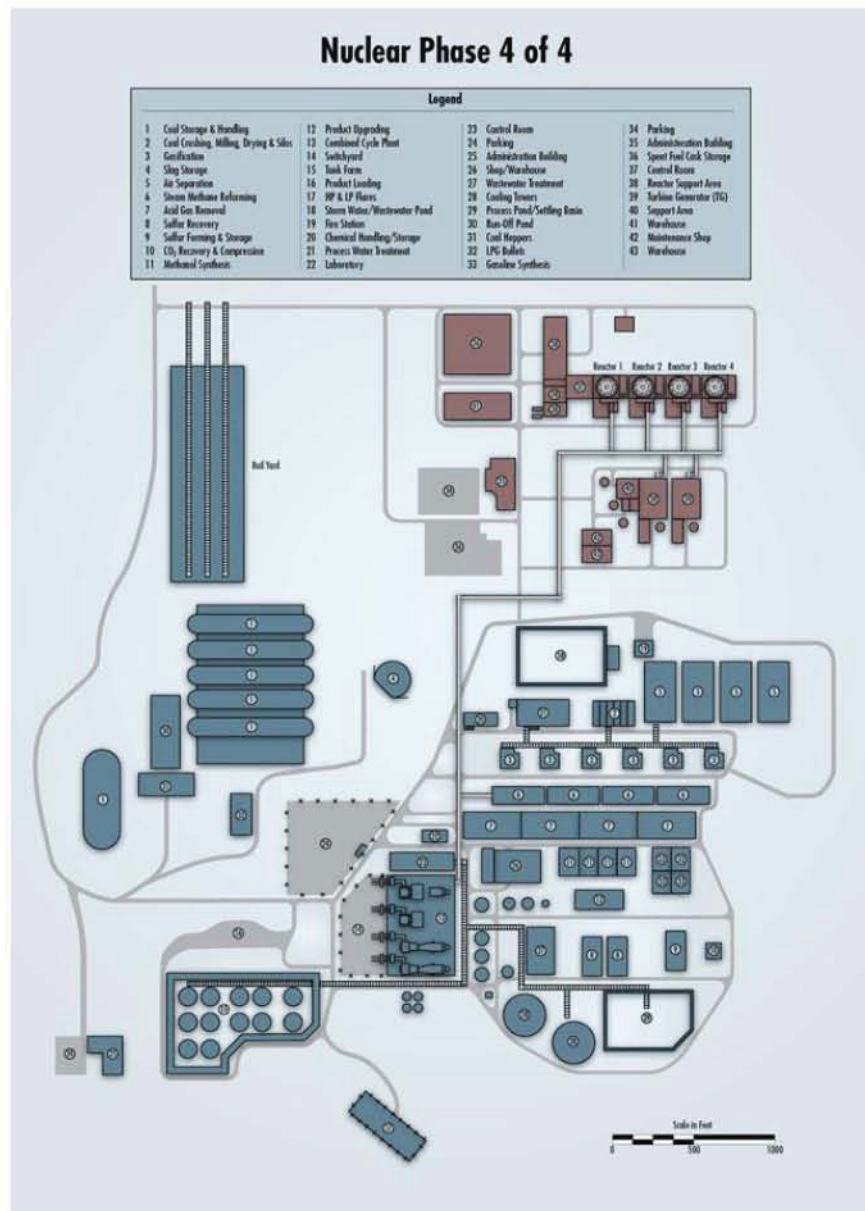 Nuclear Phase 4 of 4
Legend
1 Coal Storage & Handling
2 Coal Crushing, Milling, Drying & Silos
3 Gasification
4 Slag Storage
5 Air Separation
6 Steam Methane Reforming
7 Acid Gas Removal
8 Sulfur Recovery
9 Sulfur Forming & Storage
10 CO₂ Recovery & Compression
11 Methanol Synthesis
12 Product Upgrading
13 Combined Cycle Plant
14 Switchyard
15 Tank Farm
16 Product Loading
17 HP & LP Flares
18 Storm Water/Wastewater Pond
19 Fire Station
20 Chemical Handling/Storage
21 Process Water Treatment
22 Laboratory
23 Control Room
24 Parking
25 Administration Building
26 Shop/Warehouse
27 Wastewater Treatment
28 Cooling Towers
29 Process Pond/Settling Basin
30 Run-Off Pond
31 Coal Hoppers
32 LPG Bullets
33 Gasoline Synthesis
34 Parking
35 Administration Building
36 Spent Fuel Cask Storage
37 Control Room
38 Reactor Support Area
39 Turbine Generator (TG)
40 Support Area
41 Warehouse
42 Maintenance Shop
43 Warehouse
Reactor 1 Reactor 2 Reactor 3 Reactor 4
Rail Yard
Scale in Feet
0 500 1000